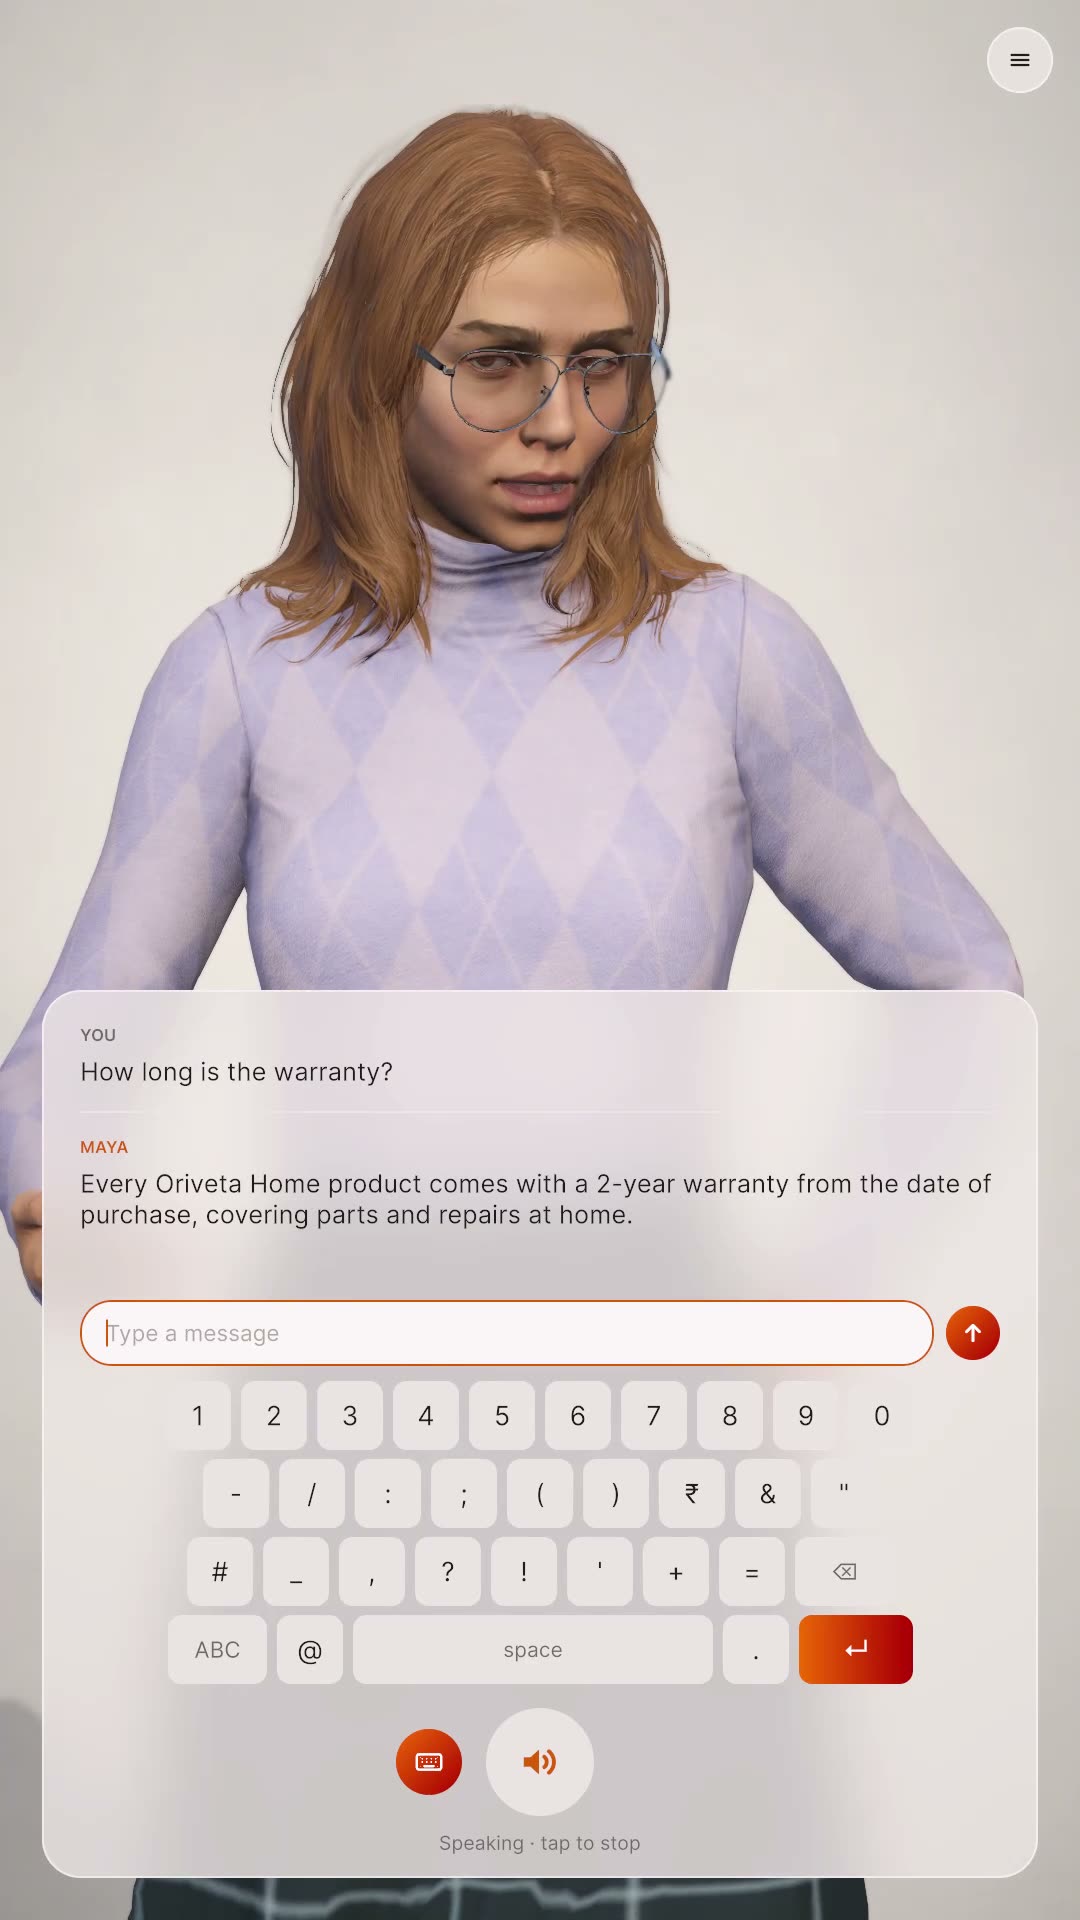 YOU
How long is the warranty?
MAYA
Every Oriveta Home product comes with a 2-year warranty from the date of
purchase, covering parts and repairs at home.
Type a message
1 2 3 4 5 6 7 8 9 0
- / : ; ( ) ₹ & "
# _ , ? ! ' + =
ABC @ space .
Speaking · tap to stop